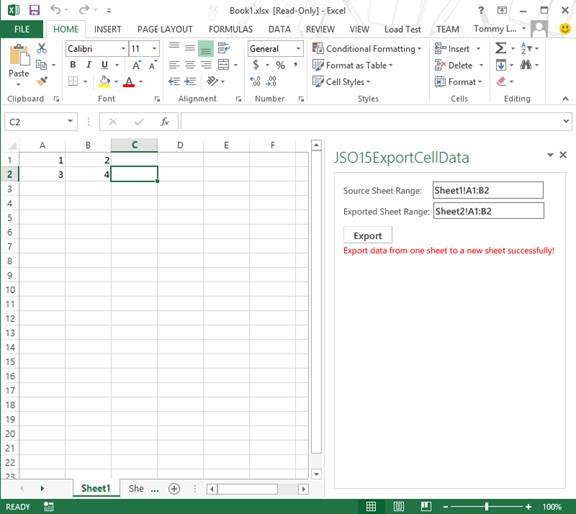 Book1.xlsx [Read-Only] - Excel
FILE HOME INSERT PAGE LAYOUT FORMULAS DATA REVIEW VIEW Load Test TEAM Tommy L...
Calibri 11 General Conditional Formatting Insert Σ
Paste B I U A A $ % , Format as Table Delete
A Cell Styles Format
Clipboard Font Alignment Number Styles Cells Editing
C2 fx
A B C D E F
1 1 2
2 3 4
3
4
5
6
7
8
9
10
11
12
13
14
15
16
17
18
19
20
21
22
23
JSO15ExportCellData
Source Sheet Range: Sheet1!A1:B2
Exported Sheet Range: Sheet2!A1:B2
Export
Export data from one sheet to a new sheet successfully!
Sheet1 She ...
READY 100%